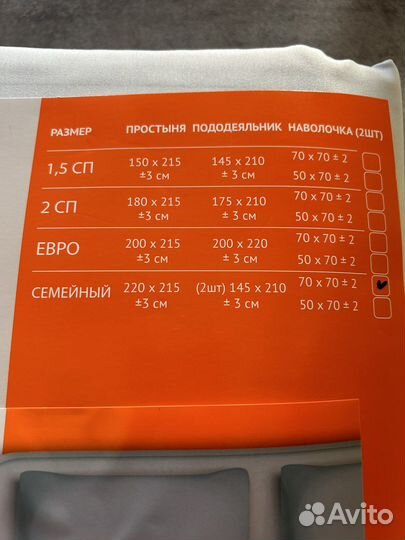 РАЗМЕР ПРОСТЫНЯ ПОДОДЕЯЛЬНИК НАВОЛОЧКА (2ШТ)
1,5 СП 150 х 215 ±3 см 145 х 210 ± 3 см 70 х 70 ± 2
50 х 70 ± 2
2 СП 180 х 215 ±3 см 175 х 210 ± 3 см 70 х 70 ± 2
50 х 70 ± 2
ЕВРО 200 х 215 ±3 см 200 х 220 ± 3 см 70 х 70 ± 2
50 х 70 ± 2
СЕМЕЙНЫЙ 220 х 215 ±3 см (2шт) 145 х 210 ± 3 см 70 х 70 ± 2
50 х 70 ± 2
Avito